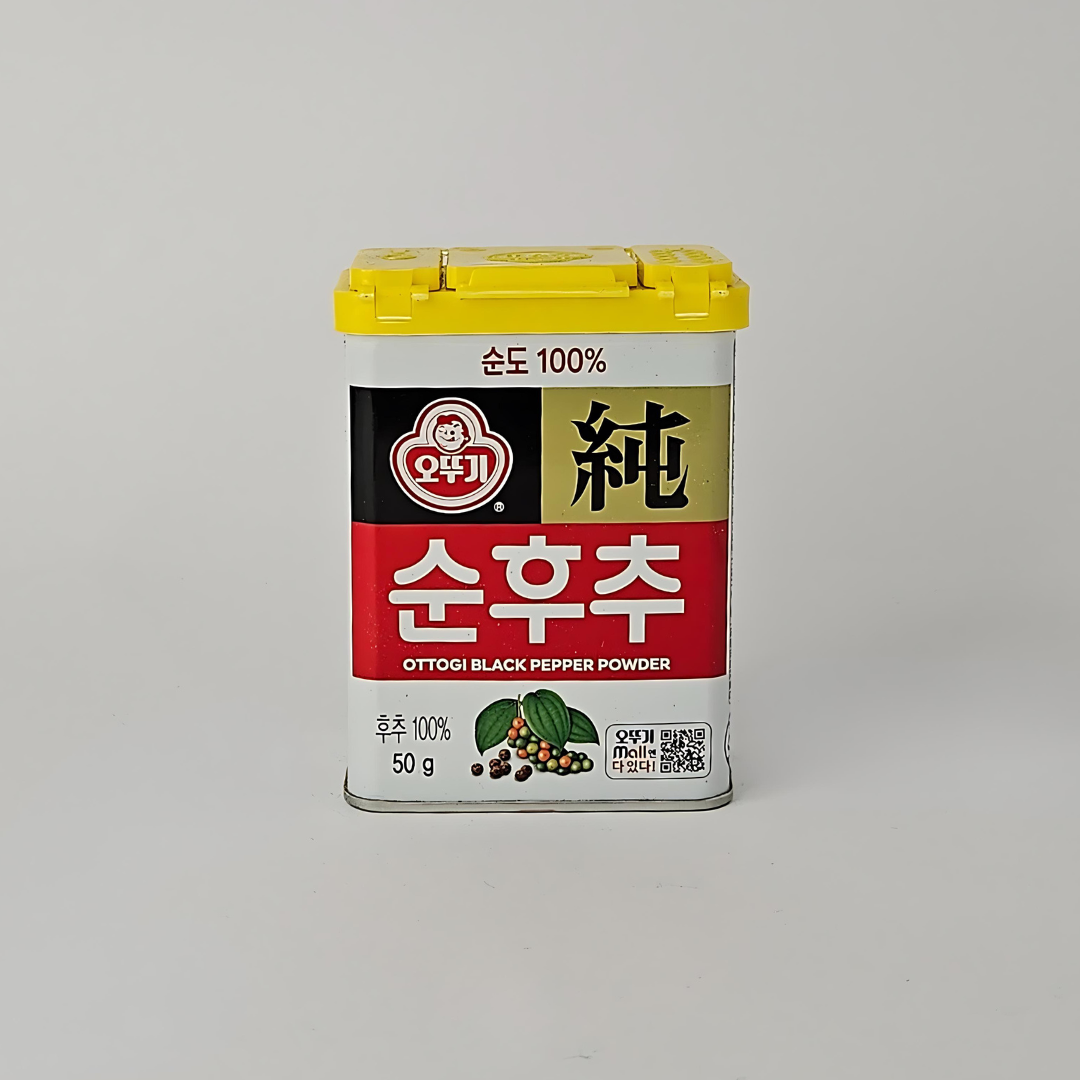 순도 100%
오뚜기
®
純
순후추
OTTOGI BLACK PEPPER POWDER
후추 100%
50 g
오뚜기
Mall엔
다있다!